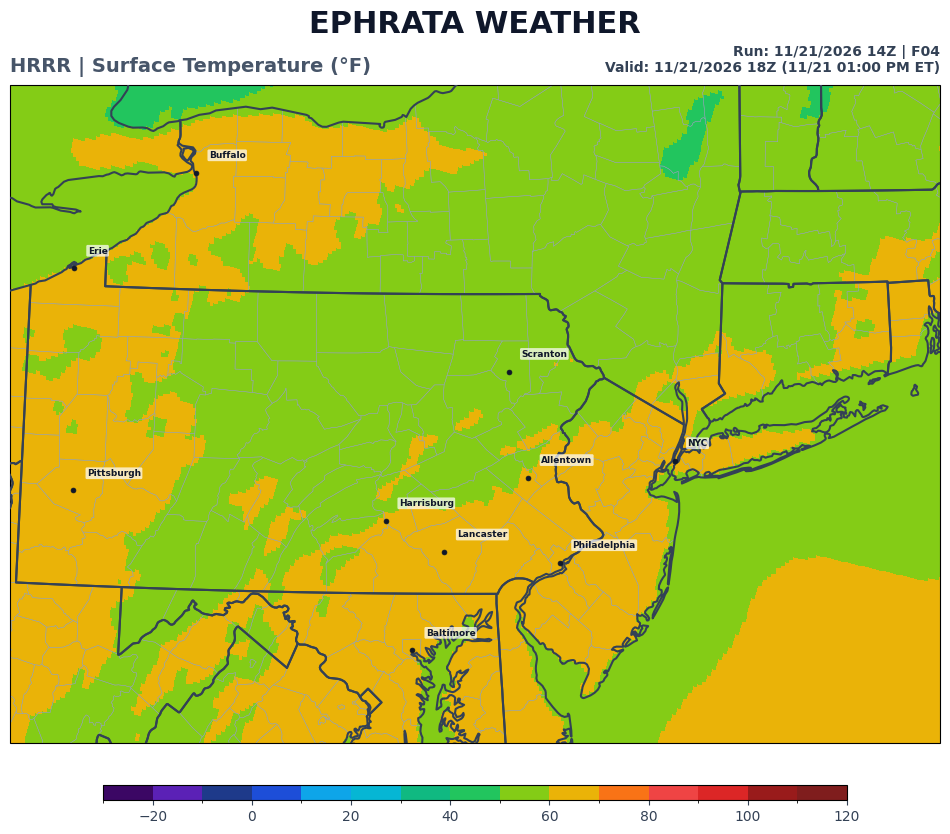 EPHRATA WEATHER
HRRR | Surface Temperature (°F)
Run: 11/21/2026 14Z | F04
Valid: 11/21/2026 18Z (11/21 01:00 PM ET)
Buffalo
Erie
Scranton
NYC
Allentown
Pittsburgh
Harrisburg
Lancaster
Philadelphia
Baltimore
−20 0 20 40 60 80 100 120